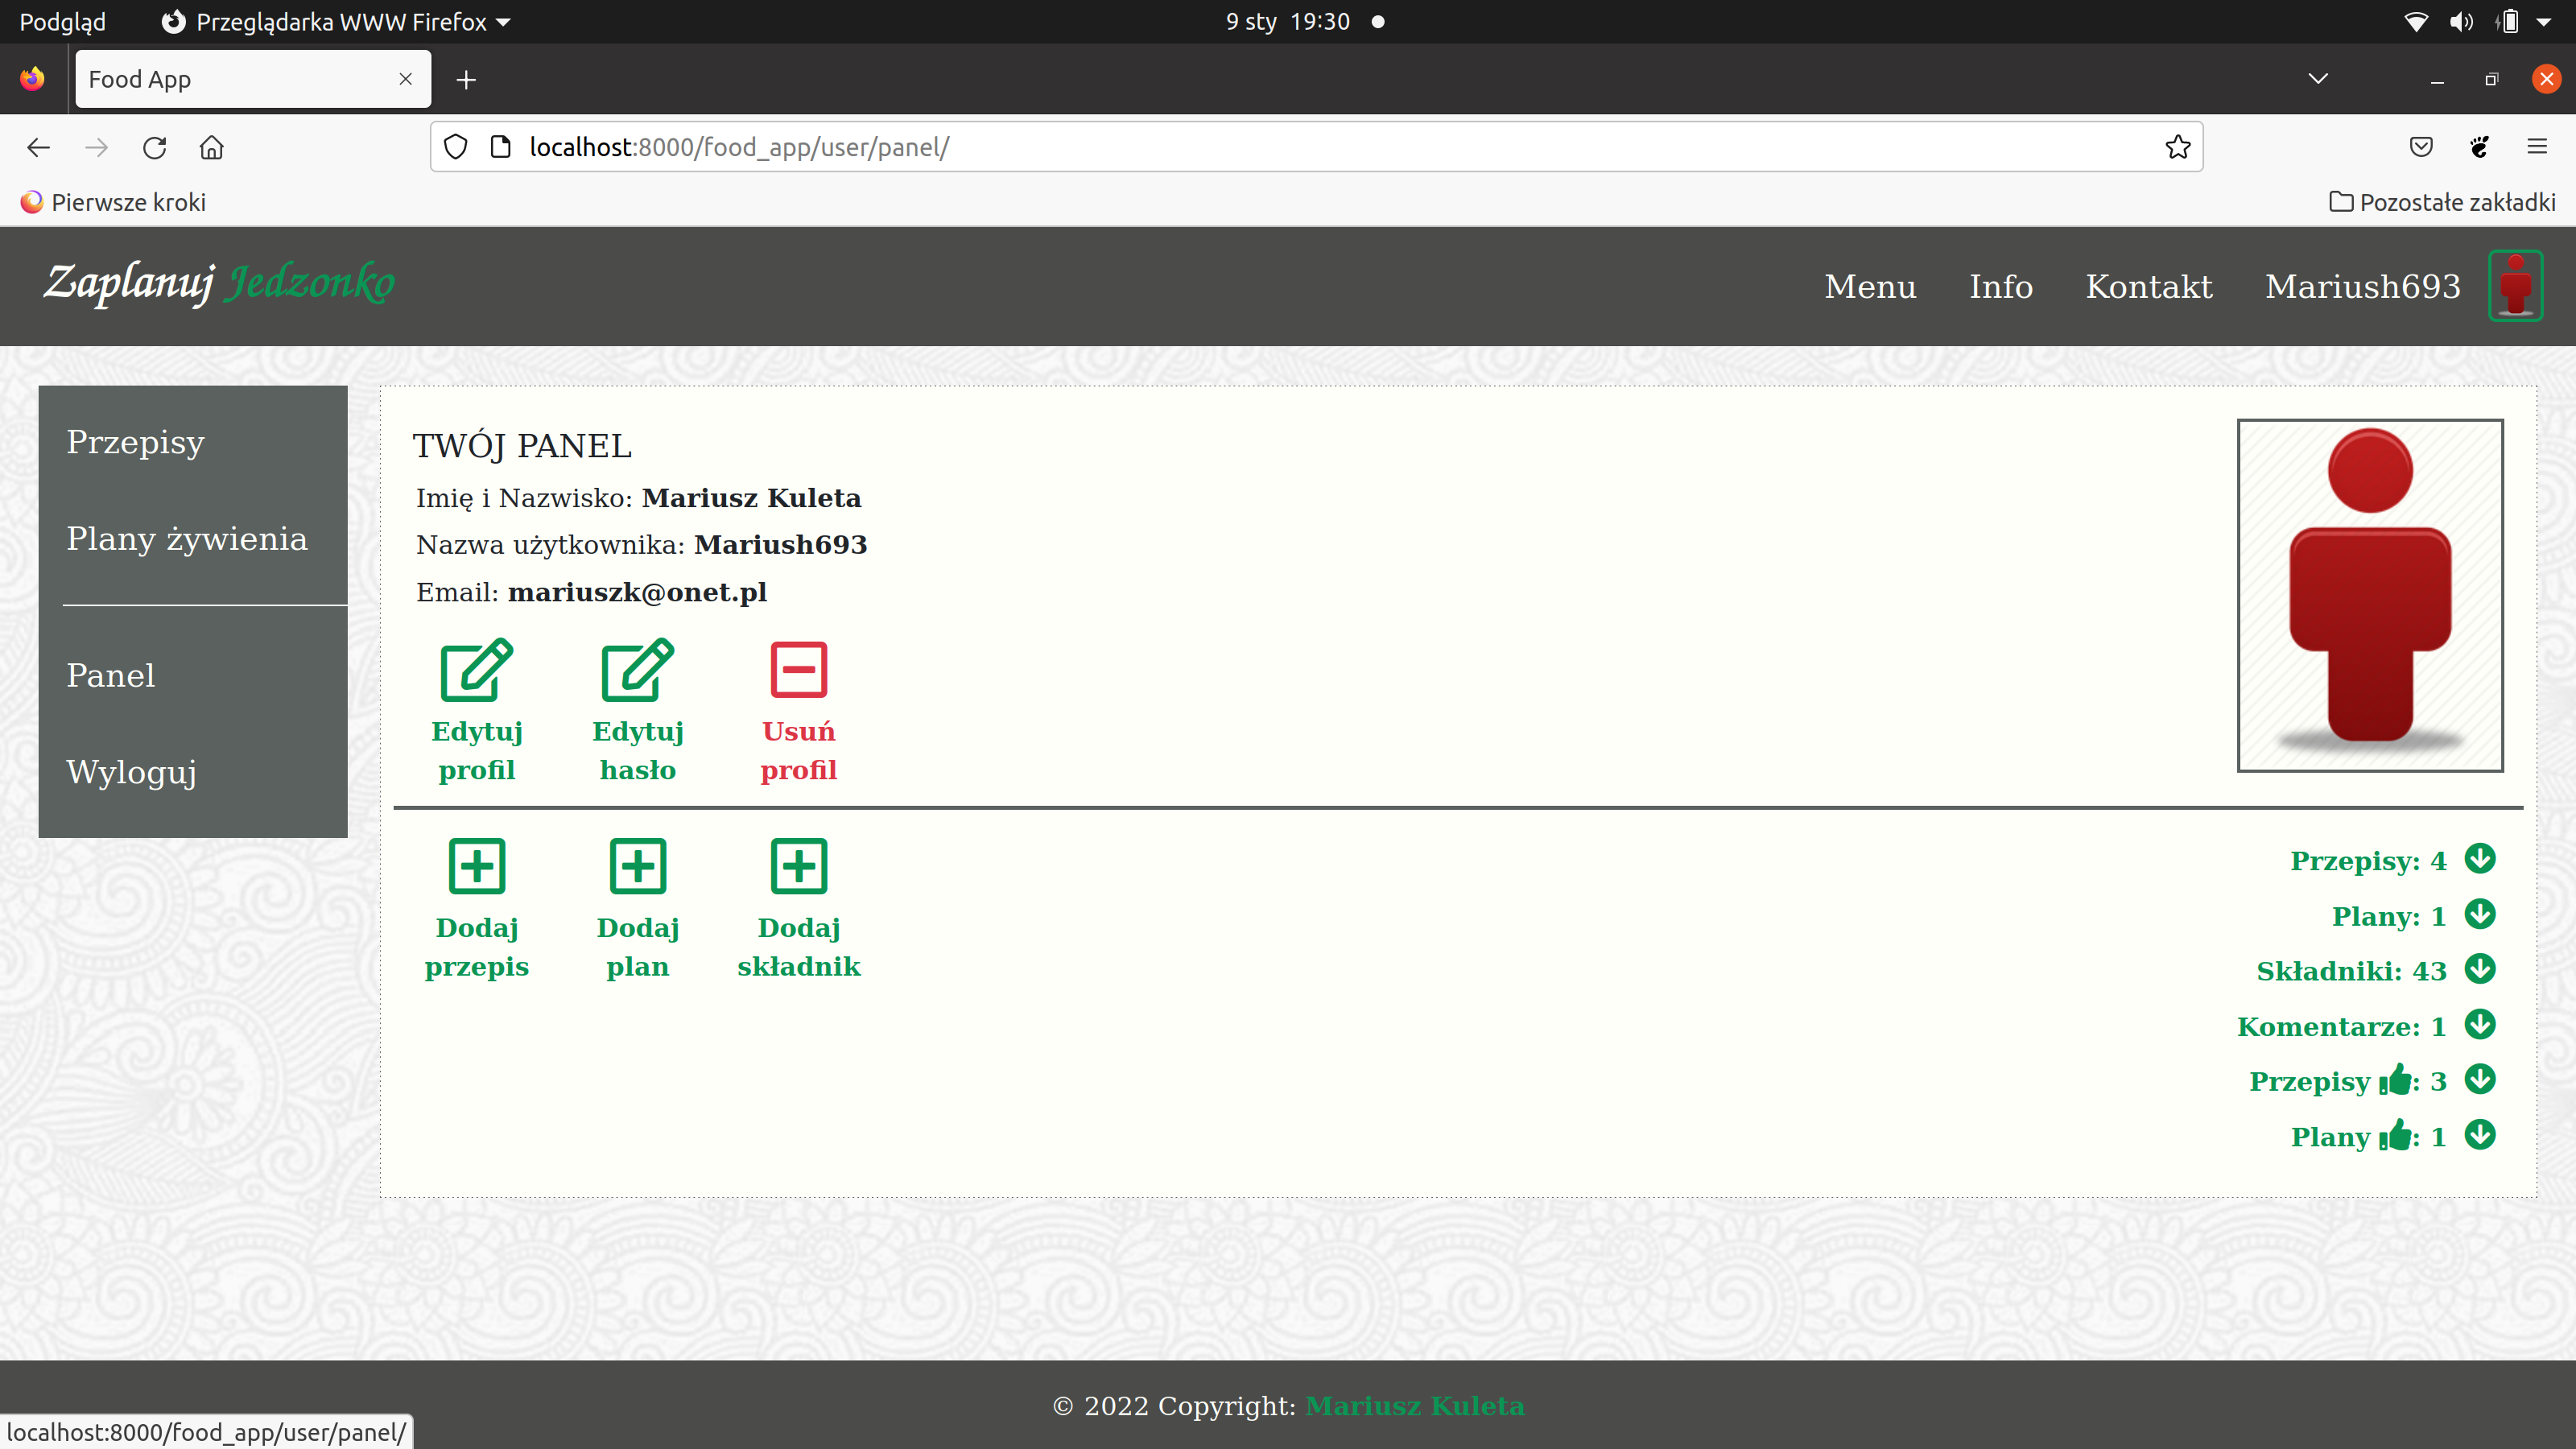 Podgląd Przeglądarka WWW Firefox 9 sty 19:30
Food App
localhost:8000/food_app/user/panel/
Pierwsze kroki Pozostałe zakładki
Zaplanuj Jedzonko Menu Info Kontakt Mariush693
Przepisy
Plany żywienia
Panel
Wyloguj
TWÓJ PANEL
Imię i Nazwisko: Mariusz Kuleta
Nazwa użytkownika: Mariush693
Email: mariuszk@onet.pl
Edytuj profil
Edytuj hasło
Usuń profil
Dodaj przepis
Dodaj plan
Dodaj składnik
Przepisy: 4
Plany: 1
Składniki: 43
Komentarze: 1
Przepisy : 3
Plany : 1
© 2022 Copyright: Mariusz Kuleta
localhost:8000/food_app/user/panel/